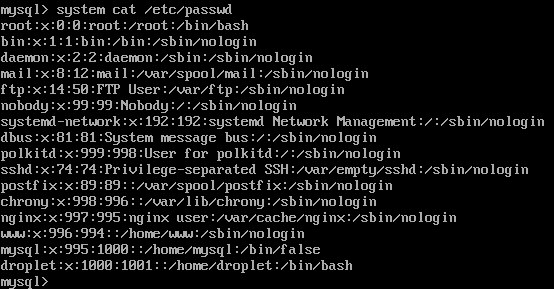 mysql> system cat /etc/passwd
root:x:0:0:root:/root:/bin/bash
bin:x:1:1:bin:/bin:/sbin/nologin
daemon:x:2:2:daemon:/sbin:/sbin/nologin
mail:x:8:12:mail:/var/spool/mail:/sbin/nologin
ftp:x:14:50:FTP User:/var/ftp:/sbin/nologin
nobody:x:99:99:Nobody:/:/sbin/nologin
systemd-network:x:192:192:systemd Network Management:/:/sbin/nologin
dbus:x:81:81:System message bus:/:/sbin/nologin
polkitd:x:999:998:User for polkitd:/:/sbin/nologin
sshd:x:74:74:Privilege-separated SSH:/var/empty/sshd:/sbin/nologin
postfix:x:89:89::/var/spool/postfix:/sbin/nologin
chrony:x:998:996::/var/lib/chrony:/sbin/nologin
nginx:x:997:995:nginx user:/var/cache/nginx:/sbin/nologin
www:x:996:994::/home/www:/sbin/nologin
mysql:x:995:1000::/home/mysql:/bin/false
droplet:x:1000:1001::/home/droplet:/bin/bash
mysql>